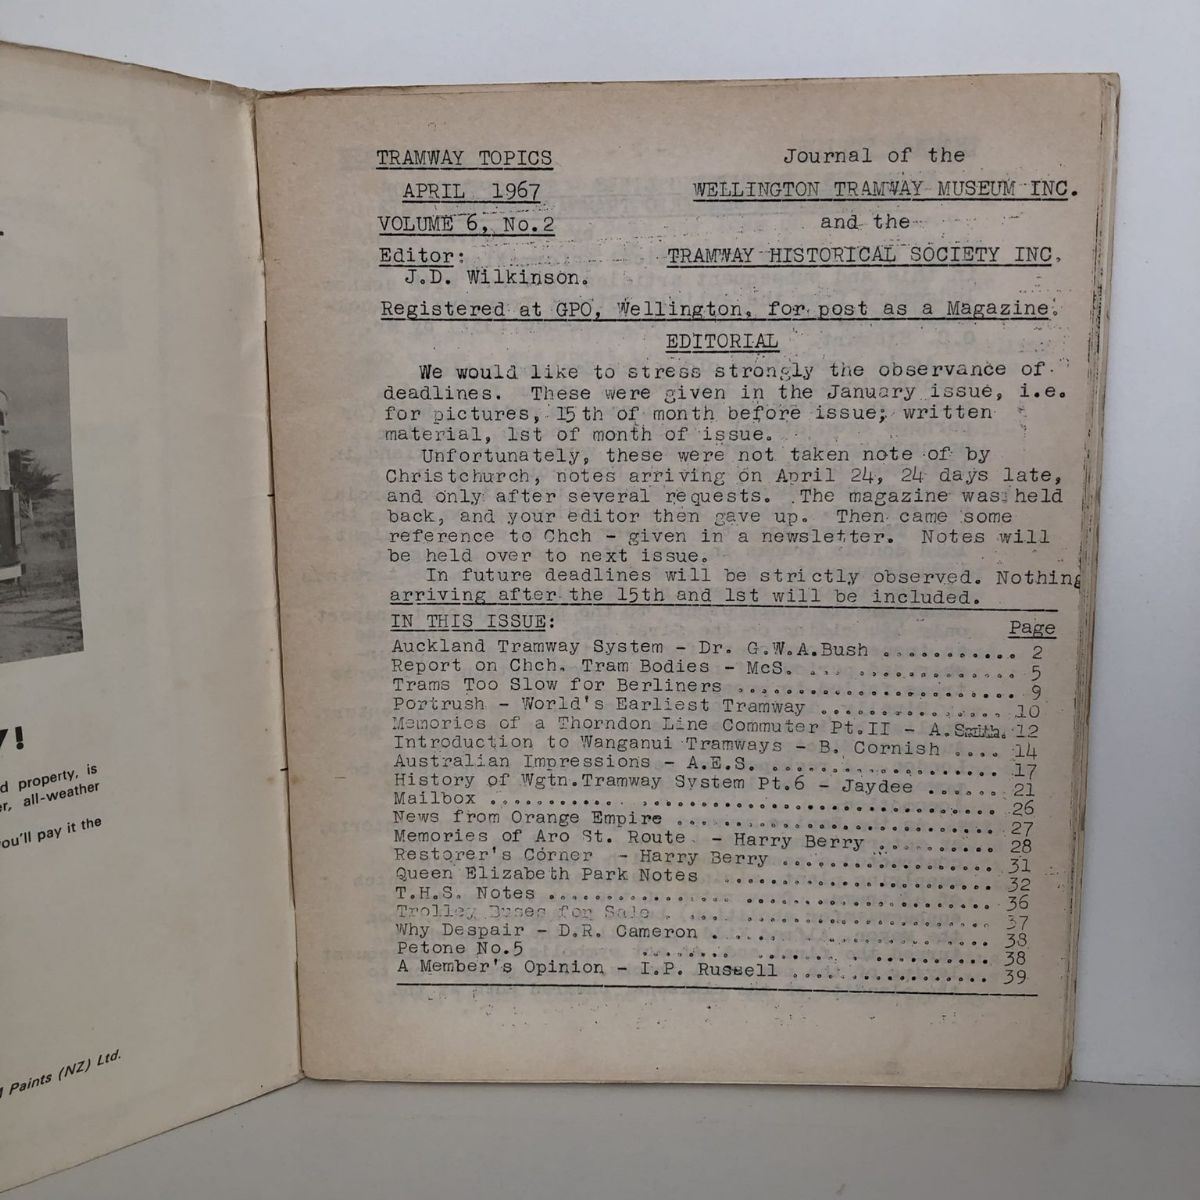 Y!
d property, is
er, all-weather
you'll pay it the
Paints (NZ) Ltd.
TRAMWAY TOPICS
APRIL 1967
VOLUME 6, No.2
Editor:
J.D. Wilkinson.
Journal of the
WELLINGTON TRAMWAY MUSEUM INC.
and the
TRAMWAY HISTORICAL SOCIETY INC.
Registered at GPO, Wellington, for post as a Magazine.
EDITORIAL
We would like to stress strongly the observance of
deadlines. These were given in the January issue, i.e.
for pictures, 15th of month before issue; written
material, 1st of month of issue.
Unfortunately, these were not taken note of by
Christchurch, notes arriving on April 24, 24 days late,
and only after several requests. The magazine was held
back, and your editor then gave up. Then came some
reference to Chch - given in a newsletter. Notes will
be held over to next issue.
In future deadlines will be strictly observed. Nothing
arriving after the 15th and 1st will be included.
IN THIS ISSUE: Page
Auckland Tramway System - Dr. G.W.A.Bush ........... 2
Report on Chch. Tram Bodies - McS. ... ............. 5
Trams Too Slow for Berliners ....................... 9
Portrush - World's Earliest Tramway ............... 10
Memories of a Thorndon Line Commuter Pt.II - A.Smith. 12
Introduction to Wanganui Tramways - B. Cornish .... 14
Australian Impressions - A.E.S. ................... 17
History of Wgtn.Tramway System Pt.6 - Jaydee ...... 21
Mailbox .......... . .............................. 26
News from Orange Empire ........................... 27
Memories of Aro St. Route - Harry Berry .......... 28
Restorer's Corner - Harry Berry .................. 31
Queen Elizabeth Park Notes ....................... 32
T.H.S. Notes ..................................... 36
Trolley Buses for Sale . .... .................... 37
Why Despair - D.R. Cameron . ..................... 38
Petone No.5 ........ ............... 38
A Member's Opinion - I.P. Russell ................ 39